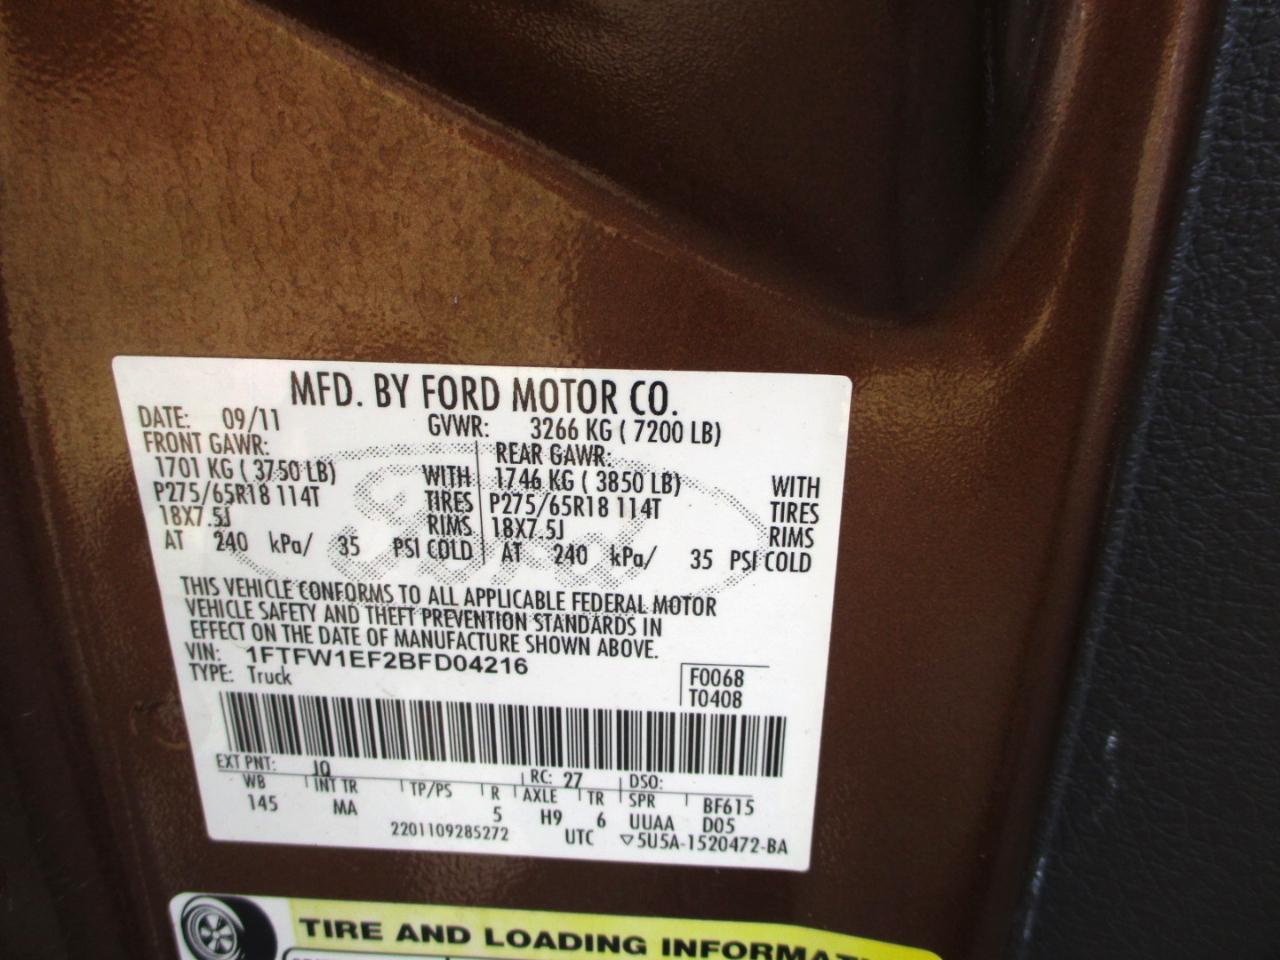 MFD. BY FORD MOTOR CO.
DATE: 09/11 GVWR: 3266 KG ( 7200 LB)
FRONT GAWR: REAR GAWR:
1701 KG ( 3750 LB) WITH 1746 KG ( 3850 LB) WITH
P275/65R18 114T TIRES P275/65R18 114T TIRES
18X7.5J RIMS 18X7.5J RIMS
AT 240 kPa/ 35 PSI COLD AT 240 kPa/ 35 PSI COLD
THIS VEHICLE CONFORMS TO ALL APPLICABLE FEDERAL MOTOR
VEHICLE SAFETY AND THEFT PREVENTION STANDARDS IN
EFFECT ON THE DATE OF MANUFACTURE SHOWN ABOVE.
VIN: 1FTFW1EF2BFD04216
TYPE: Truck F0068
T0408
EXT PNT: JQ RC: 27 DSO:
WB INT TR TP/PS R AXLE TR SPR BF615
145 MA 5 H9 6 UUAA D05
2201109285272 UTC ▽5U5A-1520472-BA
TIRE AND LOADING INFORMAT